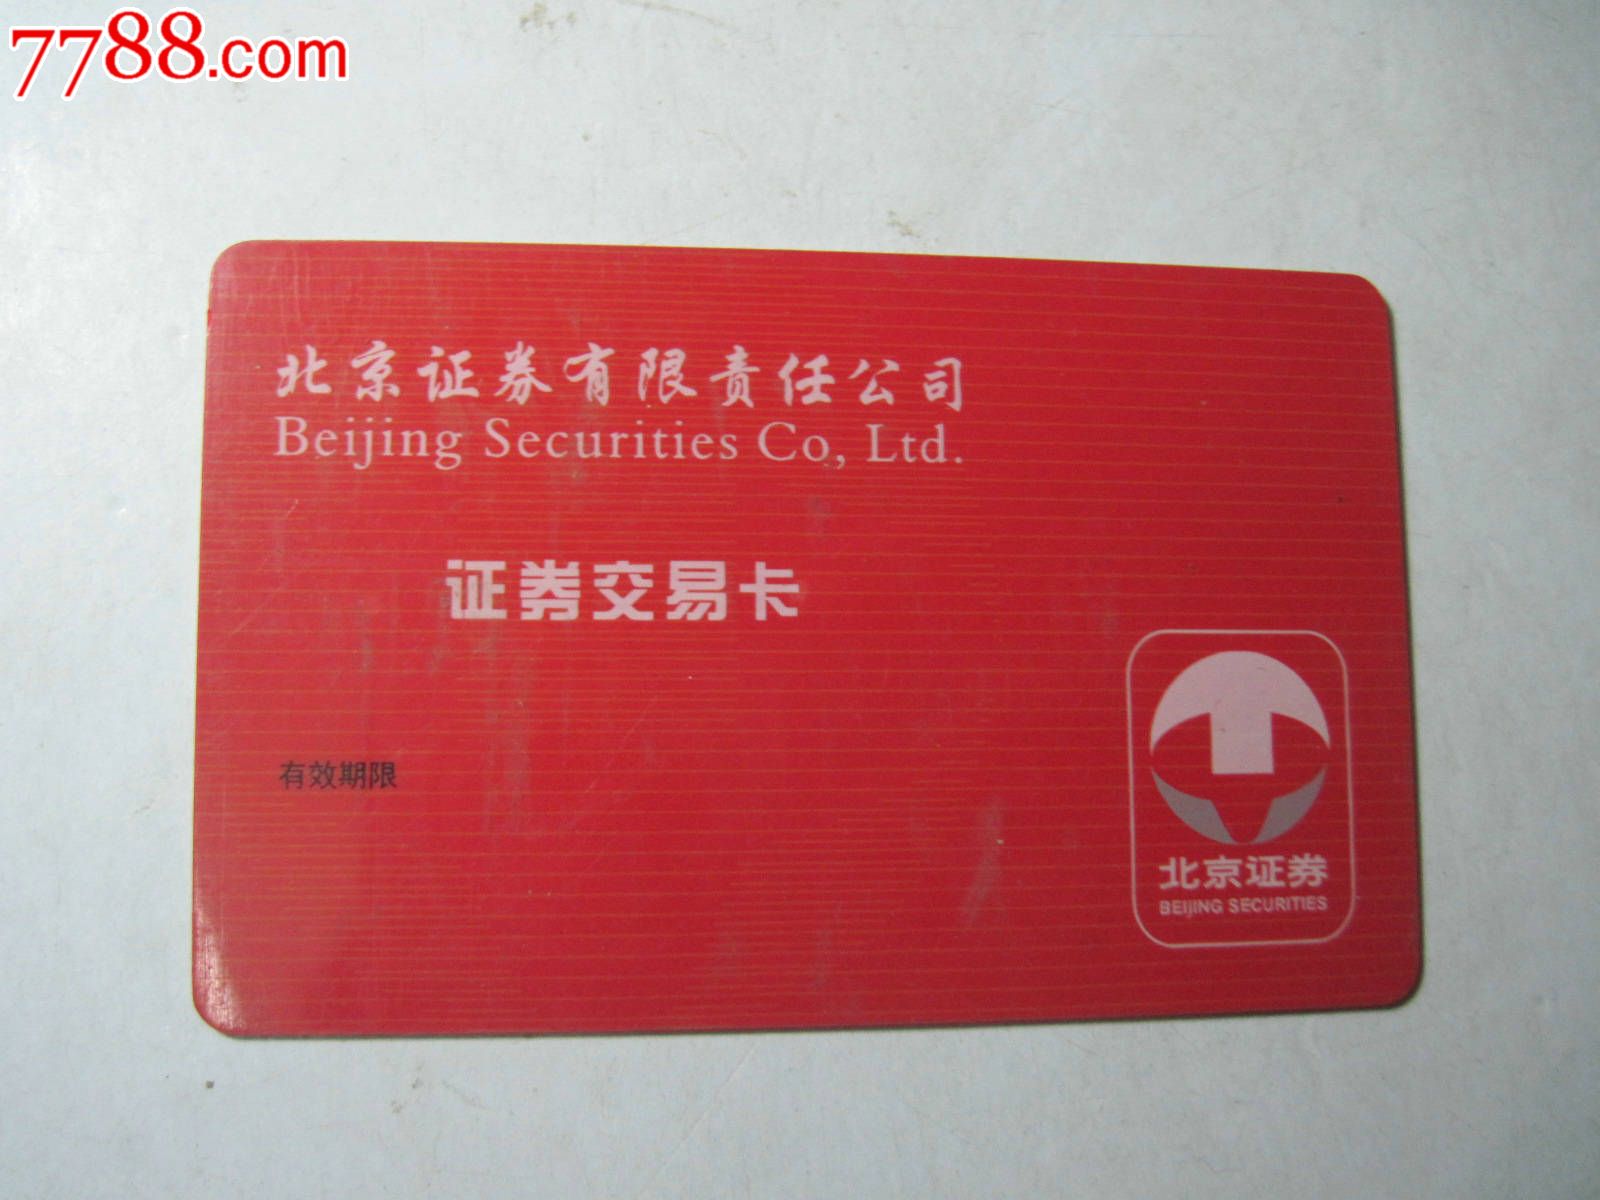 7788.com
北京证券有限责任公司
Beijing Securities Co, Ltd.
证券交易卡
有效期限
北京证券
BEIJING SECURITIES